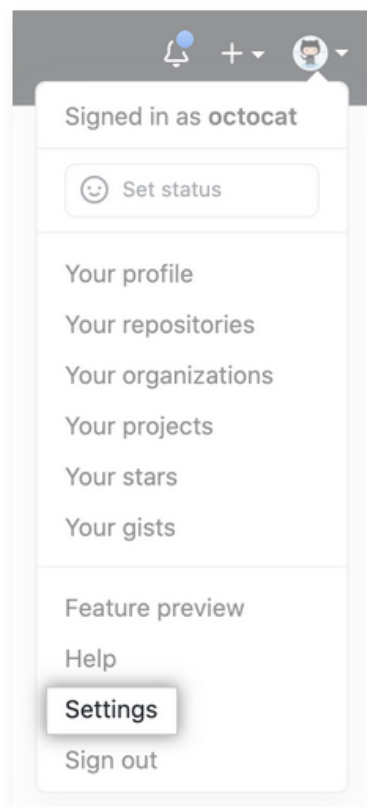 Signed in as octocat
Set status
Your profile
Your repositories
Your organizations
Your projects
Your stars
Your gists
Feature preview
Help
Settings
Sign out